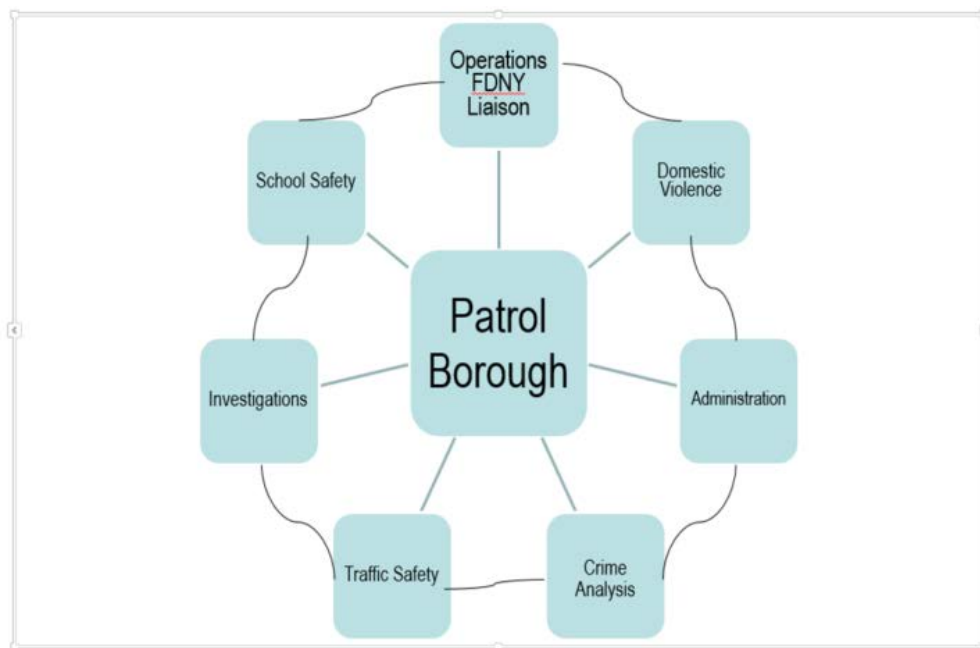 Operations
FDNY
Liaison
School Safety
Domestic
Violence
Patrol
Borough
Investigations
Administration
Traffic Safety
Crime
Analysis